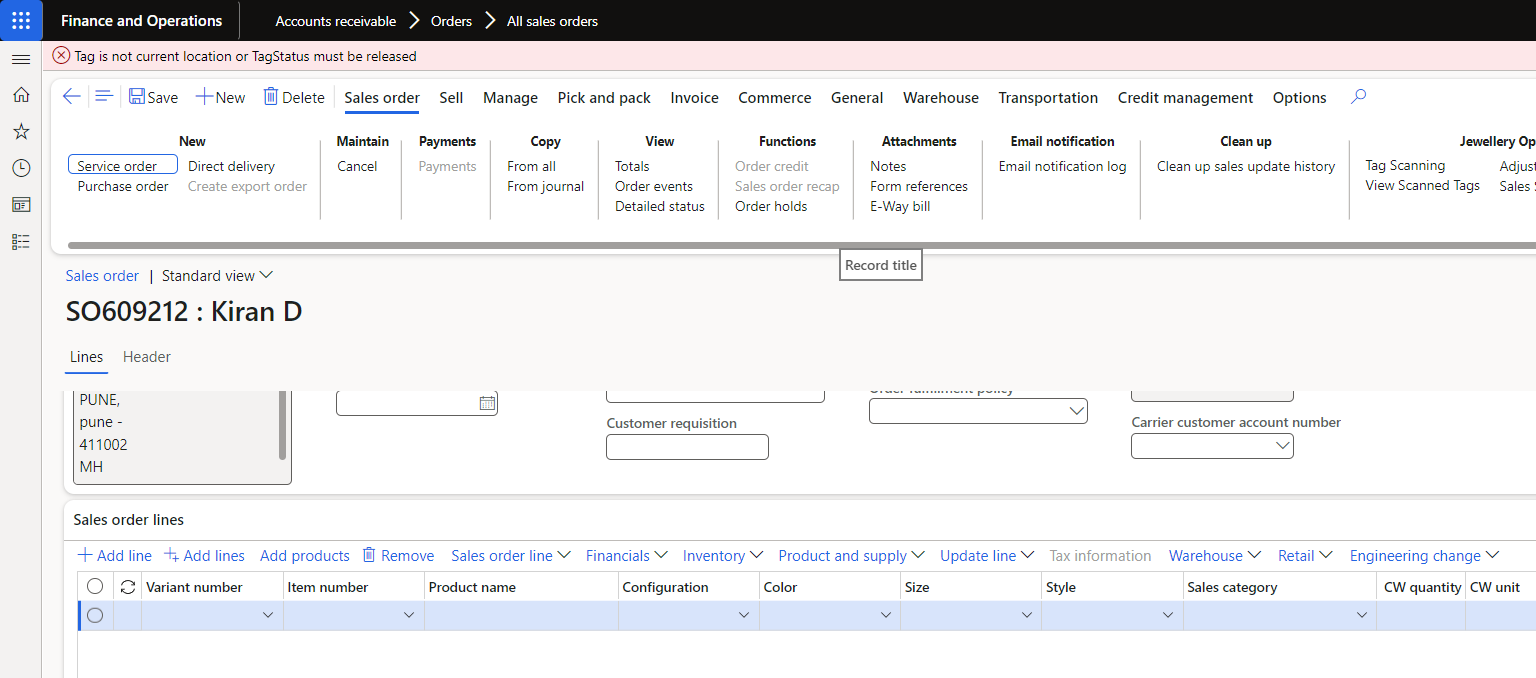 Finance and Operations Accounts receivable Orders All sales orders
Tag is not current location or TagStatus must be released
Save New Delete Sales order Sell Manage Pick and pack Invoice Commerce General Warehouse Transportation Credit management Options
New Maintain Payments Copy View Functions Attachments Email notification Clean up Jewellery Op
Service order Direct delivery Cancel Payments From all Totals Order credit Notes Email notification log Clean up sales update history Tag Scanning Adjust
Purchase order Create export order From journal Order events Sales order recap Form references View Scanned Tags Sales
Detailed status Order holds E-Way bill
Record title
Sales order | Standard view
SO609212 : Kiran D
Lines Header
PUNE,
pune -
411002
MH
Order fulfillment policy
Customer requisition Carrier customer account number
Sales order lines
Add line Add lines Add products Remove Sales order line Financials Inventory Product and supply Update line Tax information Warehouse Retail Engineering change
Variant number Item number Product name Configuration Color Size Style Sales category CW quantity CW unit